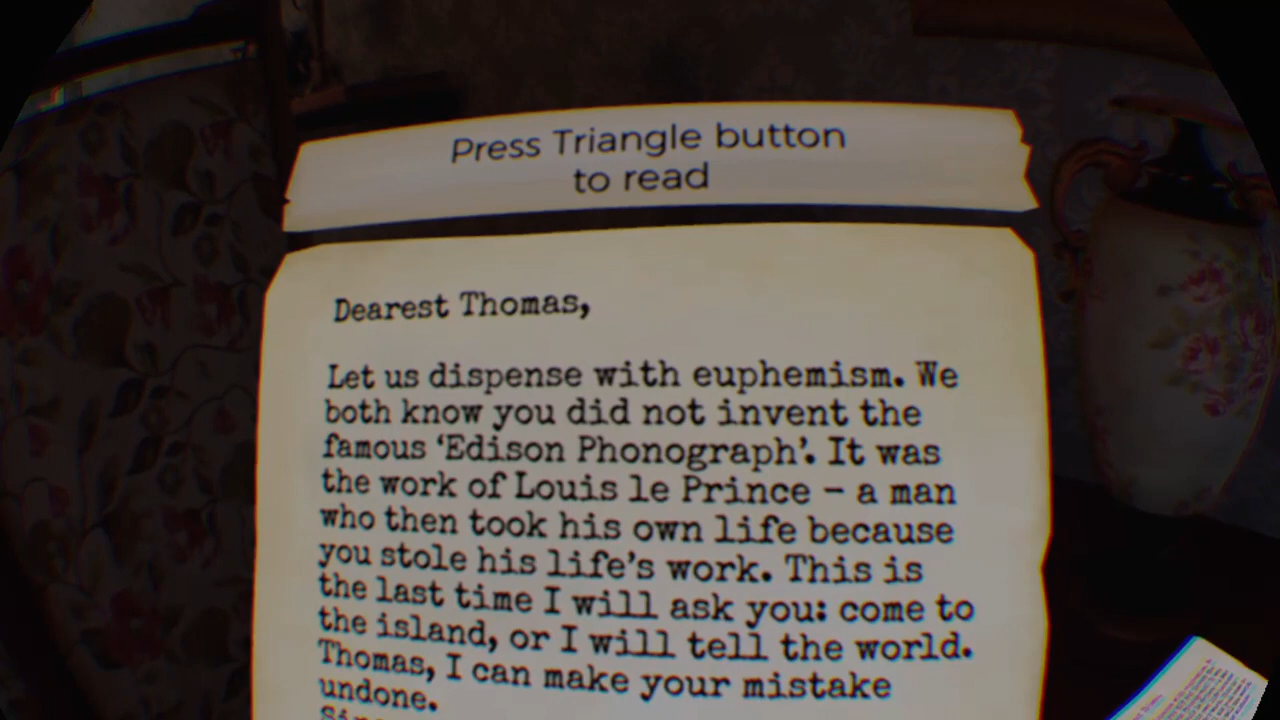 Press Triangle button
to read
Dearest Thomas,
Let us dispense with euphemism. We
both know you did not invent the
famous ‘Edison Phonograph’. It was
the work of Louis le Prince – a man
who then took his own life because
you stole his life’s work. This is
the last time I will ask you: come to
the island, or I will tell the world.
Thomas, I can make your mistake
undone.